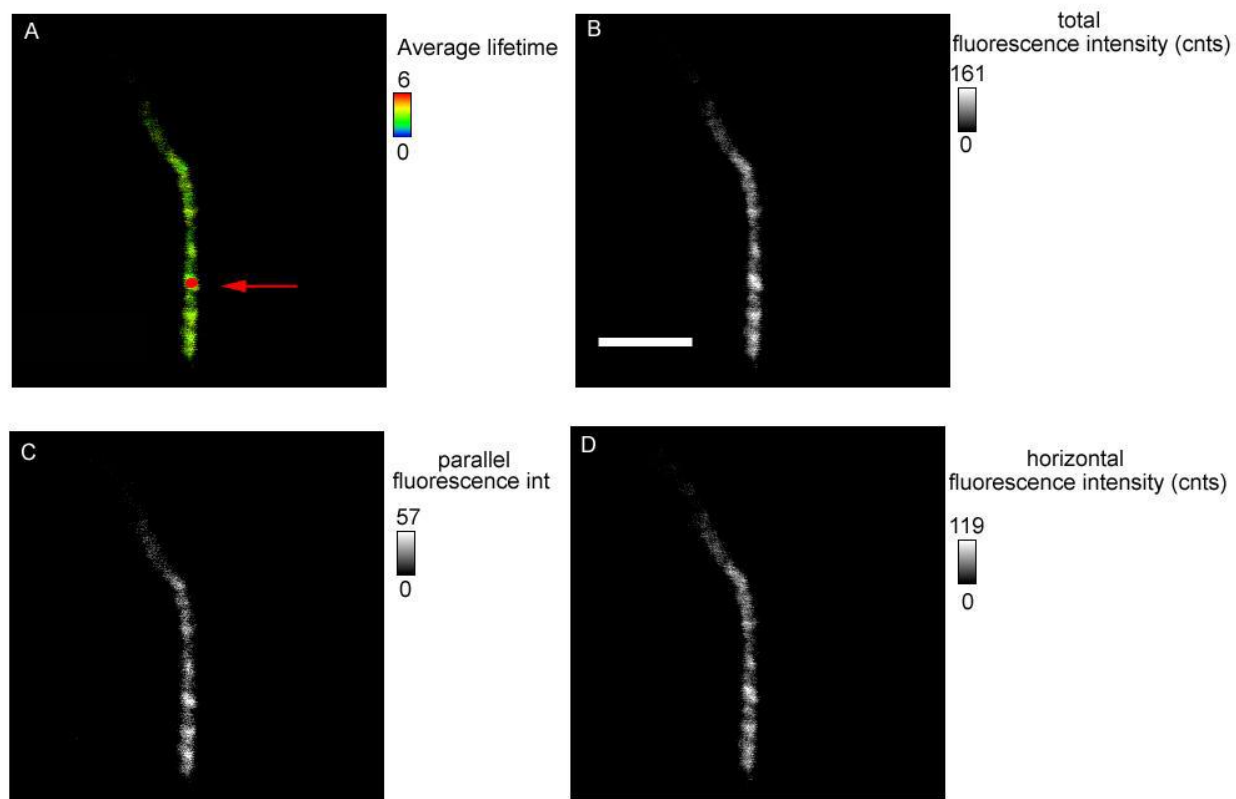 A
Average lifetime
6
0
B
total
fluorescence intensity (cnts)
161
0
C
parallel
fluorescence int
57
0
D
horizontal
fluorescence intensity (cnts)
119
0